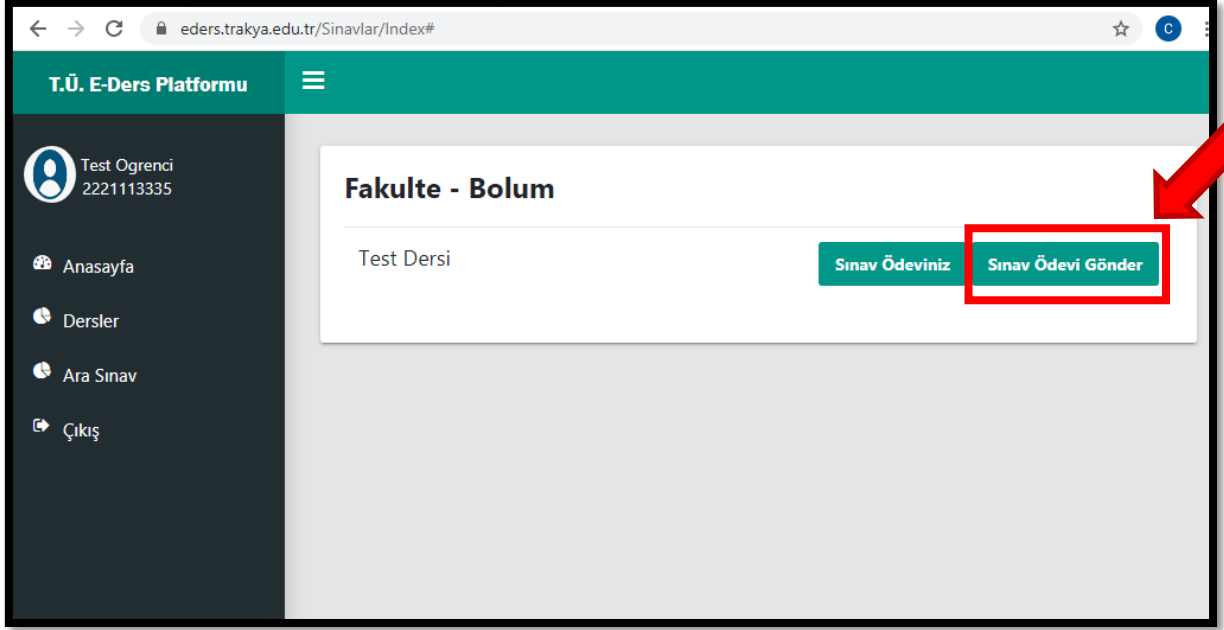 eders.trakya.edu.tr/Sinavlar/Index#
C
T.Ü. E-Ders Platformu
Test Ogrenci
2221113335
Anasayfa
Dersler
Ara Sınav
Çıkış
Fakulte - Bolum
Test Dersi
Sınav Ödeviniz
Sınav Ödevi Gönder